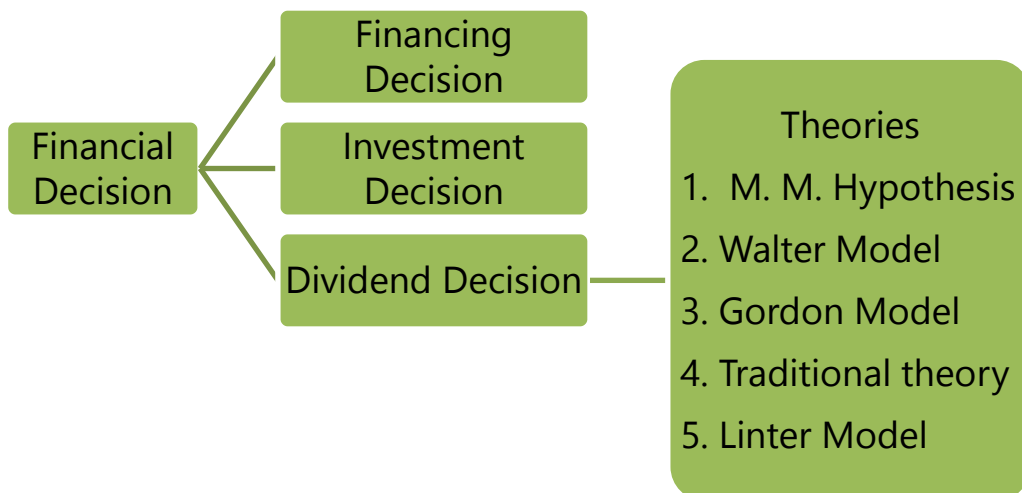 Financial
Decision
Financing
Decision
Investment
Decision
Dividend Decision
Theories
1. M. M. Hypothesis
2. Walter Model
3. Gordon Model
4. Traditional theory
5. Linter Model